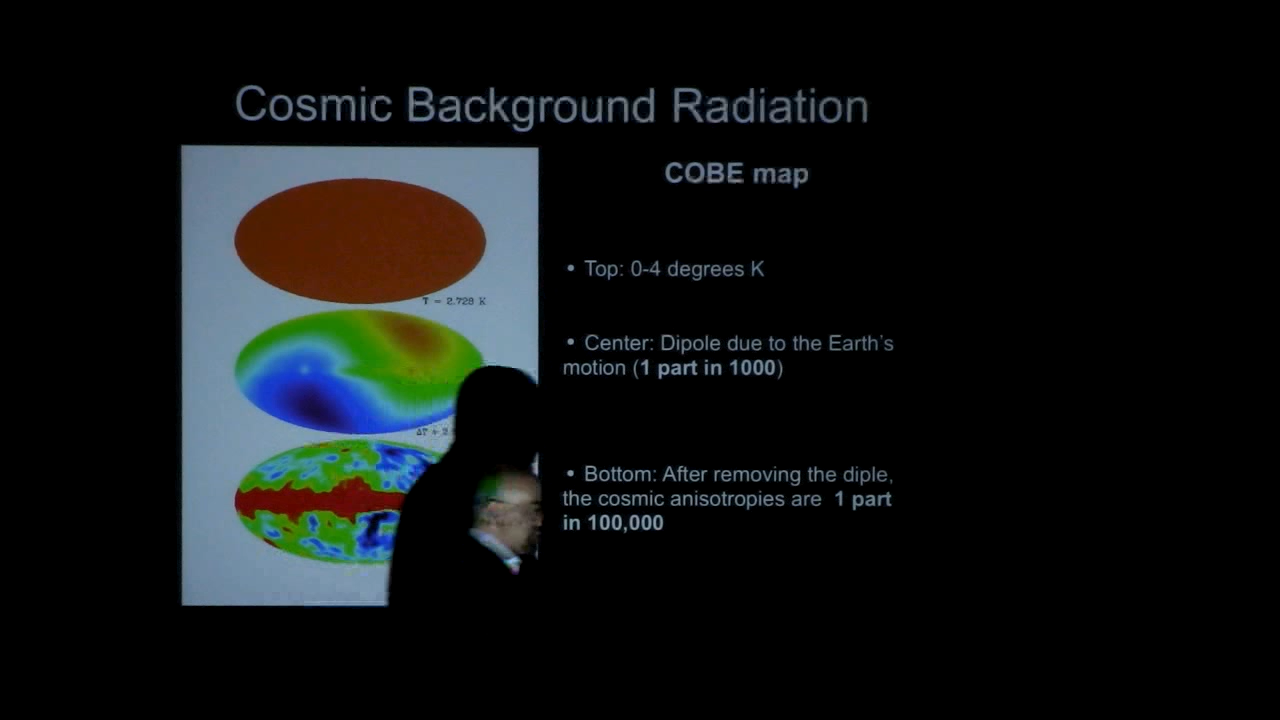 Cosmic Background Radiation
COBE map
T = 2.728 K
• Top: 0-4 degrees K
• Center: Dipole due to the Earth's
motion (1 part in 1000)
• Bottom: After removing the diple,
the cosmic anisotropies are 1 part
in 100,000